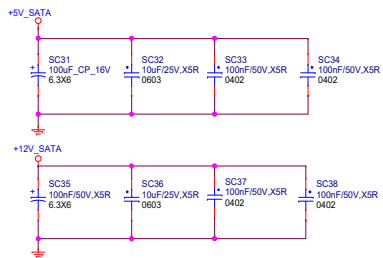 +5V_SATA
SC31
100uF_CP_16V
6.3X6
SC32
10uF/25V,X5R
0603
SC33
100nF/50V,X5R
0402
SC34
100nF/50V,X5R
0402
+12V_SATA
SC35
100nF/50V,X5R
6.3X6
SC36
10uF/25V,X5R
0603
SC37
100nF/50V,X5R
0402
SC38
100nF/50V,X5R
0402